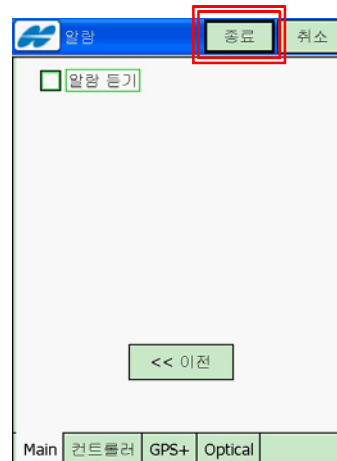 알람 종료 취소
알람 듣기
<< 이전
Main 컨트롤러 GPS+ Optical